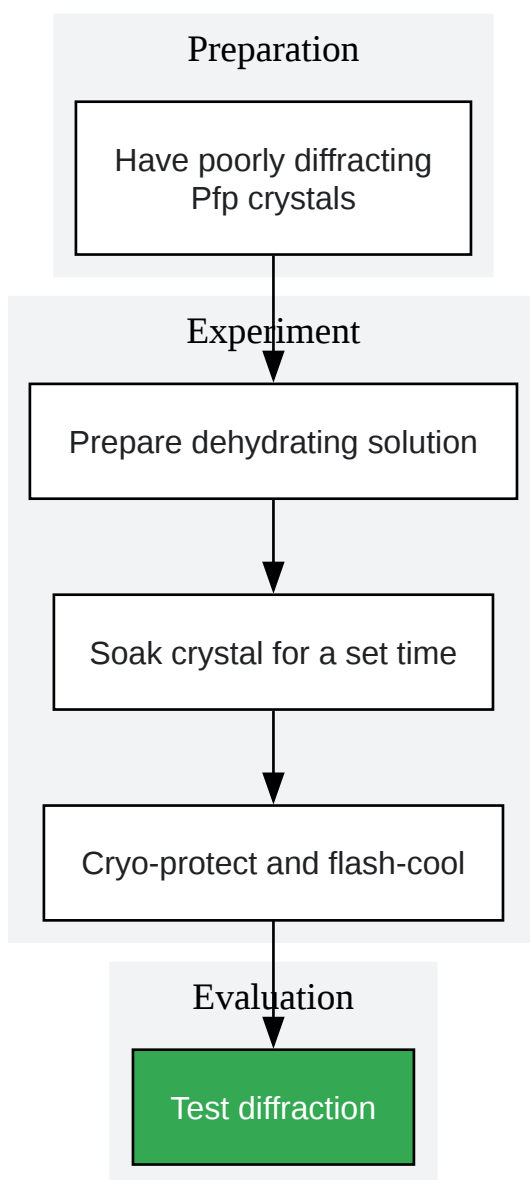 Preparation
Have poorly diffracting
Pfp crystals
Experiment
Prepare dehydrating solution
Soak crystal for a set time
Cryo-protect and flash-cool
Evaluation
Test diffraction